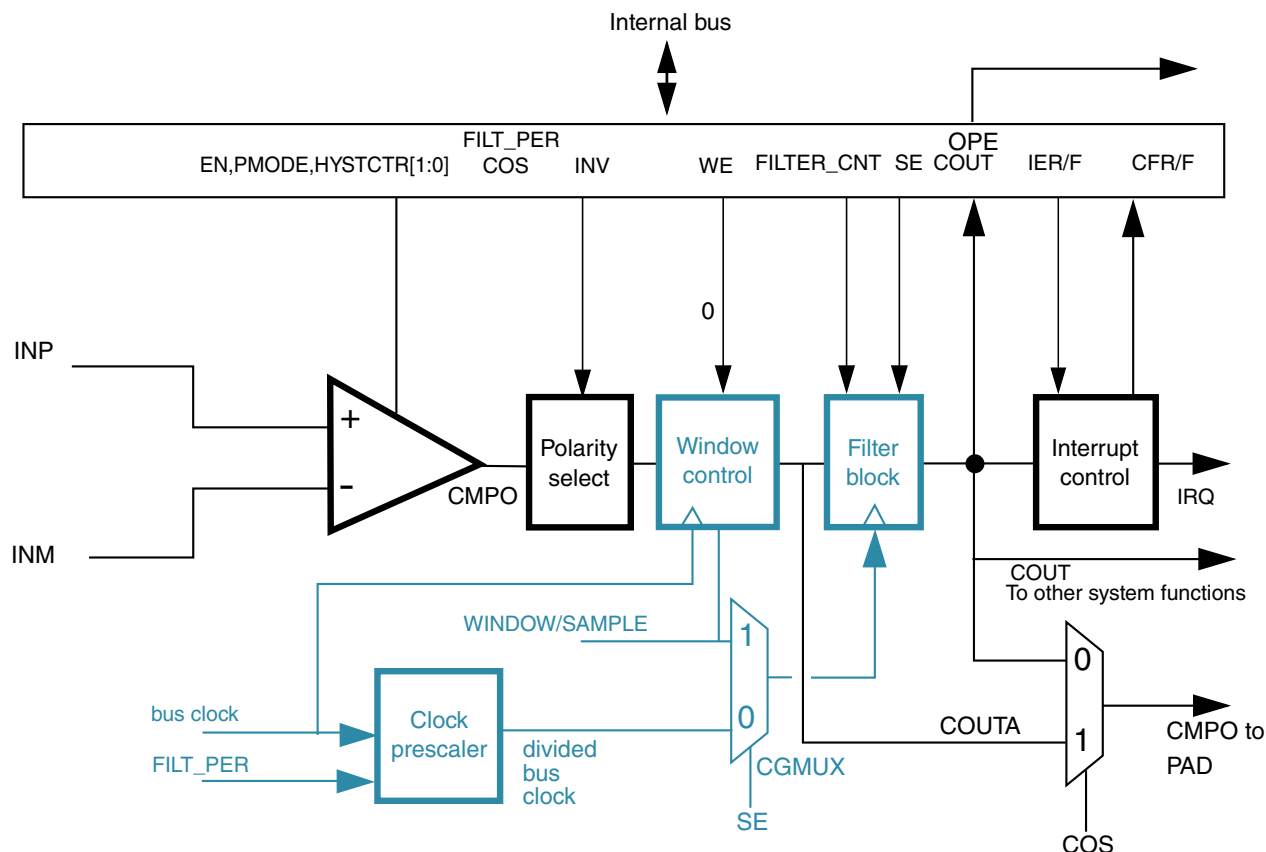 Internal bus
FILT_PER
OPE
EN,PMODE,HYSTCTR[1:0]
COS
INV
WE
FILTER_CNT
SE
COUT
IER/F
CFR/F
0
INP
+
-
INM
CMPO
Polarity
select
Window
control
Filter
block
Interrupt
control
IRQ
COUT
To other system functions
WINDOW/SAMPLE
1
0
CGMUX
SE
bus clock
FILT_PER
Clock
prescaler
divided
bus
clock
COUTA
0
1
CMPO to
PAD
COS